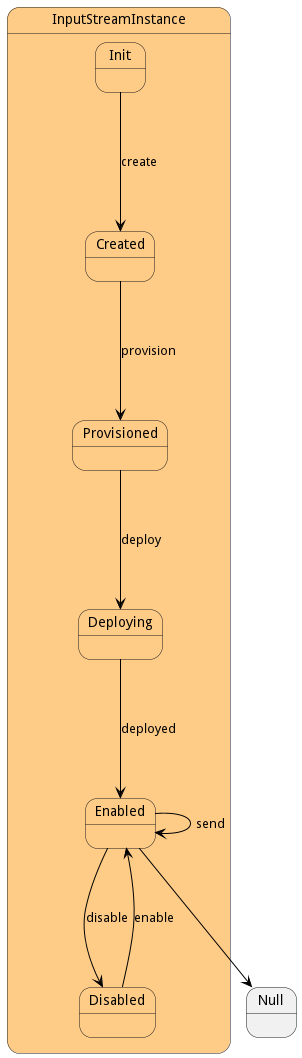 InputStreamInstance
Init
create
Created
provision
Provisioned
deploy
Deploying
deployed
Enabled
send
disable
enable
Disabled
Null